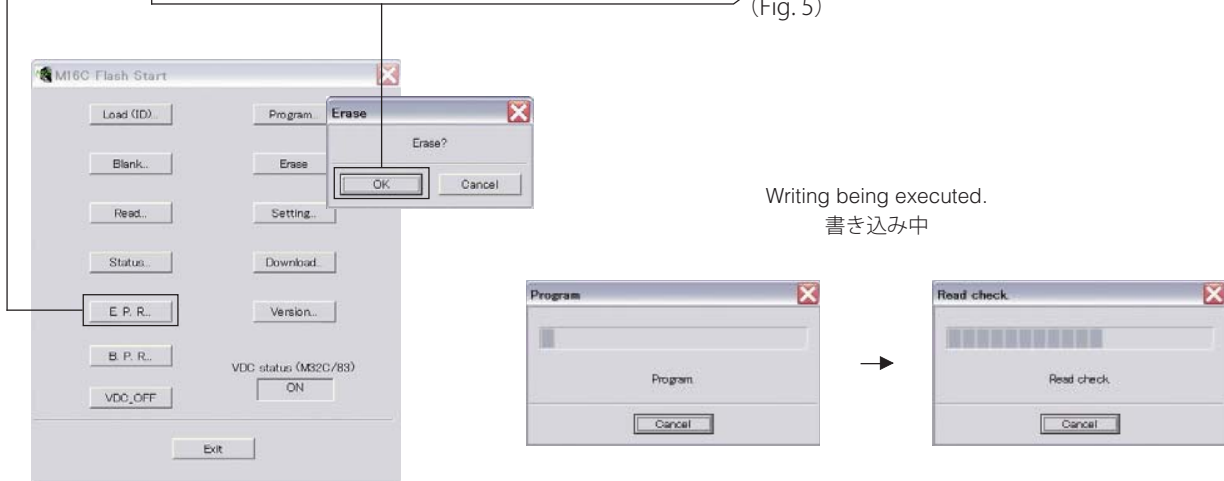 (Fig. 5)
M16C Flash Start
Load (ID)...
Program...
Blank...
Erase
Read...
Setting...
Status...
Download...
E. P. R...
Version...
B. P. R...
VDC status (M32C/83)
ON
VDC_OFF
Exit
Erase
Erase?
OK
Cancel
Writing being executed.
書き込み中
Program
Program.
Cancel
Read check.
Read check.
Cancel